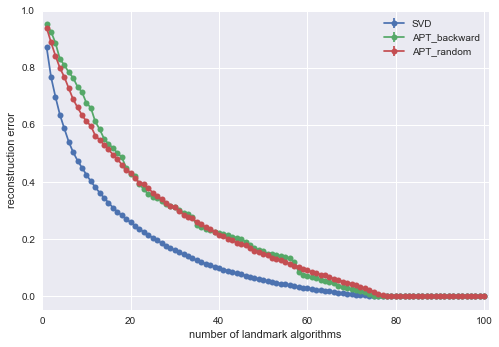 1.0
0.8
0.6
0.4
0.2
0.0
reconstruction error
SVD
APT_backward
APT_random
0 20 40 60 80 100
number of landmark algorithms